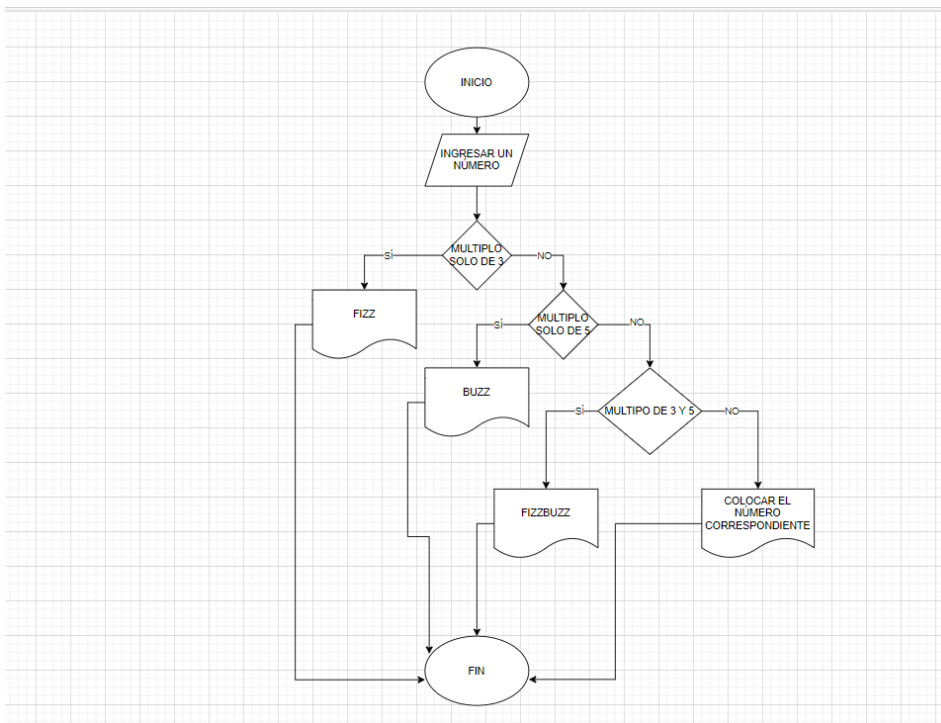 INICIO
INGRESAR UN
NÚMERO
MULTIPLO
SOLO DE 3
SÍ
NO
FIZZ
MULTIPLO
SOLO DE 5
SÍ
NO
BUZZ
MULTIPO DE 3 Y 5
SÍ
NO
FIZZBUZZ
COLOCAR EL
NÚMERO
CORRESPONDIENTE
FIN